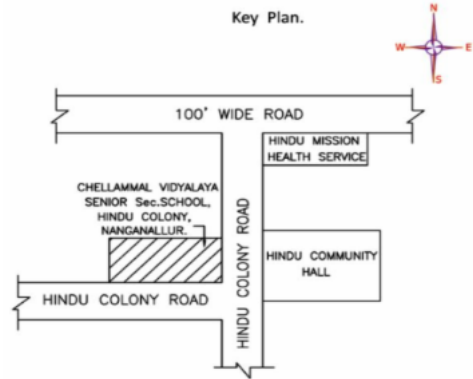 Key Plan.
N
W
E
S
100' WIDE ROAD
HINDU MISSION
HEALTH SERVICE
CHELLAMMAL VIDYALAYA
SENIOR Sec.SCHOOL,
HINDU COLONY,
NANGANALLUR.
HINDU COLONY ROAD
HINDU COMMUNITY
HALL
HINDU COLONY ROAD